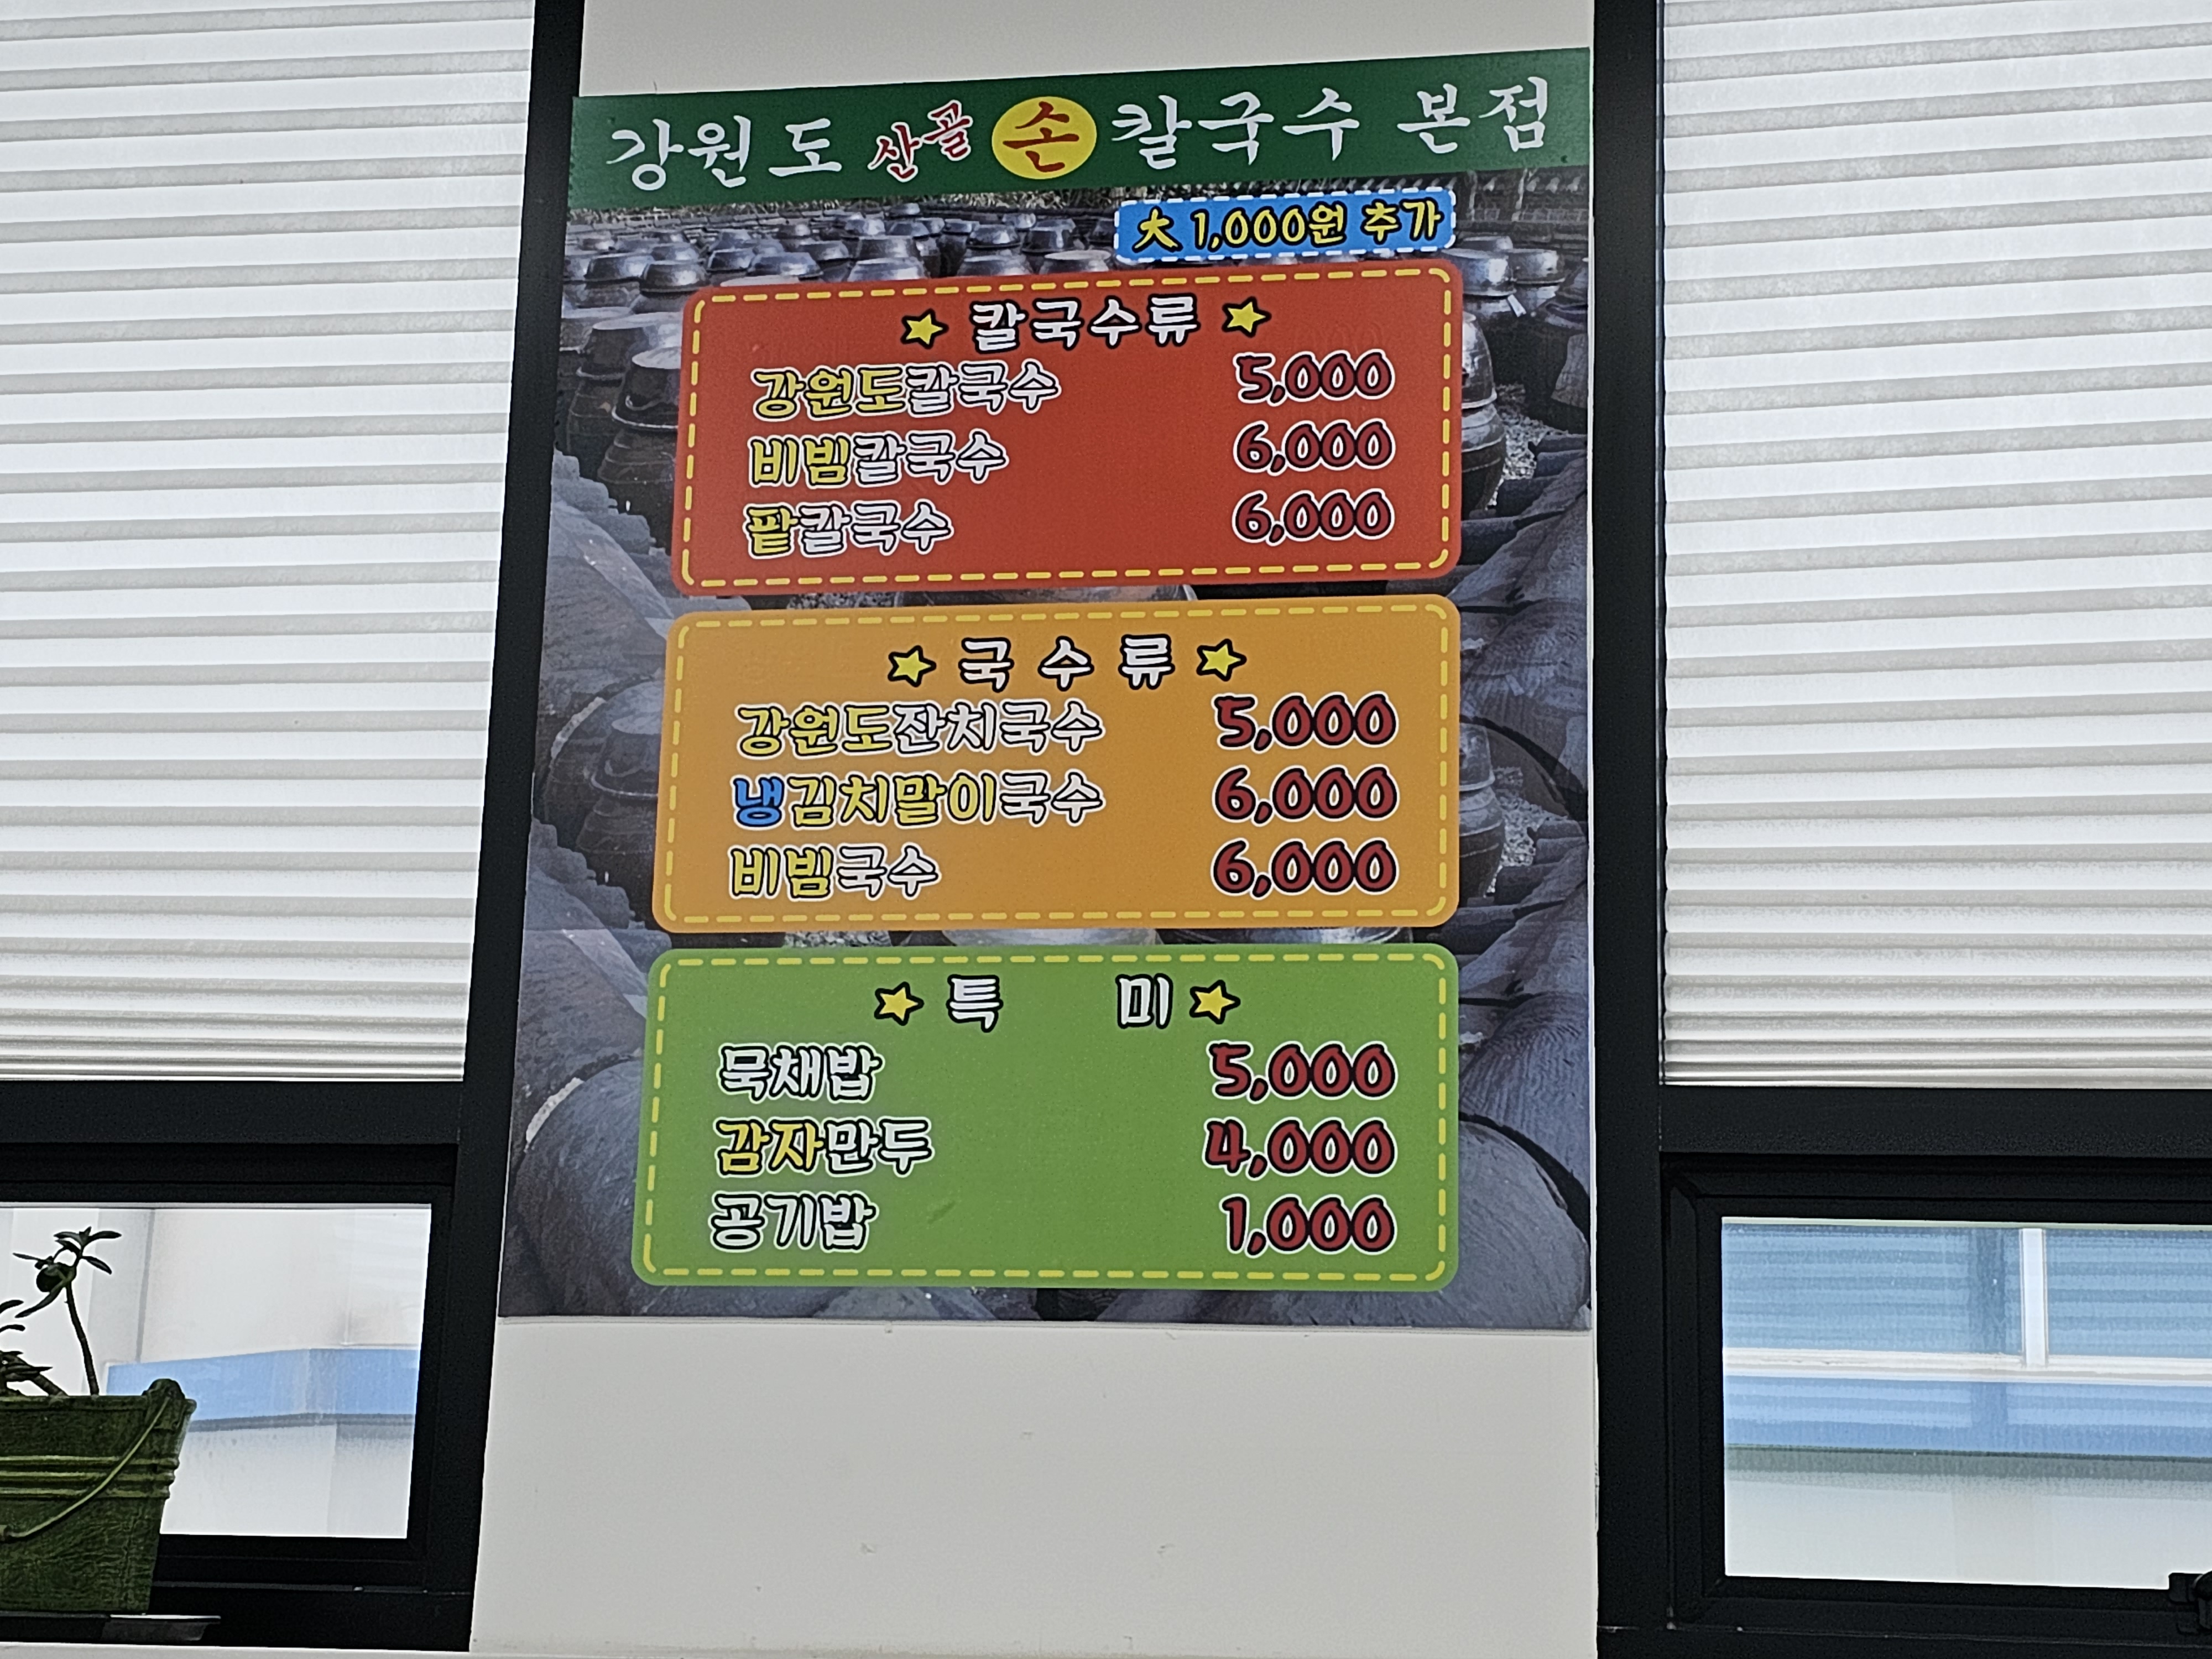 강원도 산골 손 칼국수 본점
大 1,000원 추가
칼국수류
강원도칼국수 5,000
비빔칼국수 6,000
팥칼국수 6,000
국 수 류
강원도잔치국수 5,000
냉김치말이국수 6,000
비빔국수 6,000
특 미
묵채밥 5,000
감자만두 4,000
공기밥 1,000